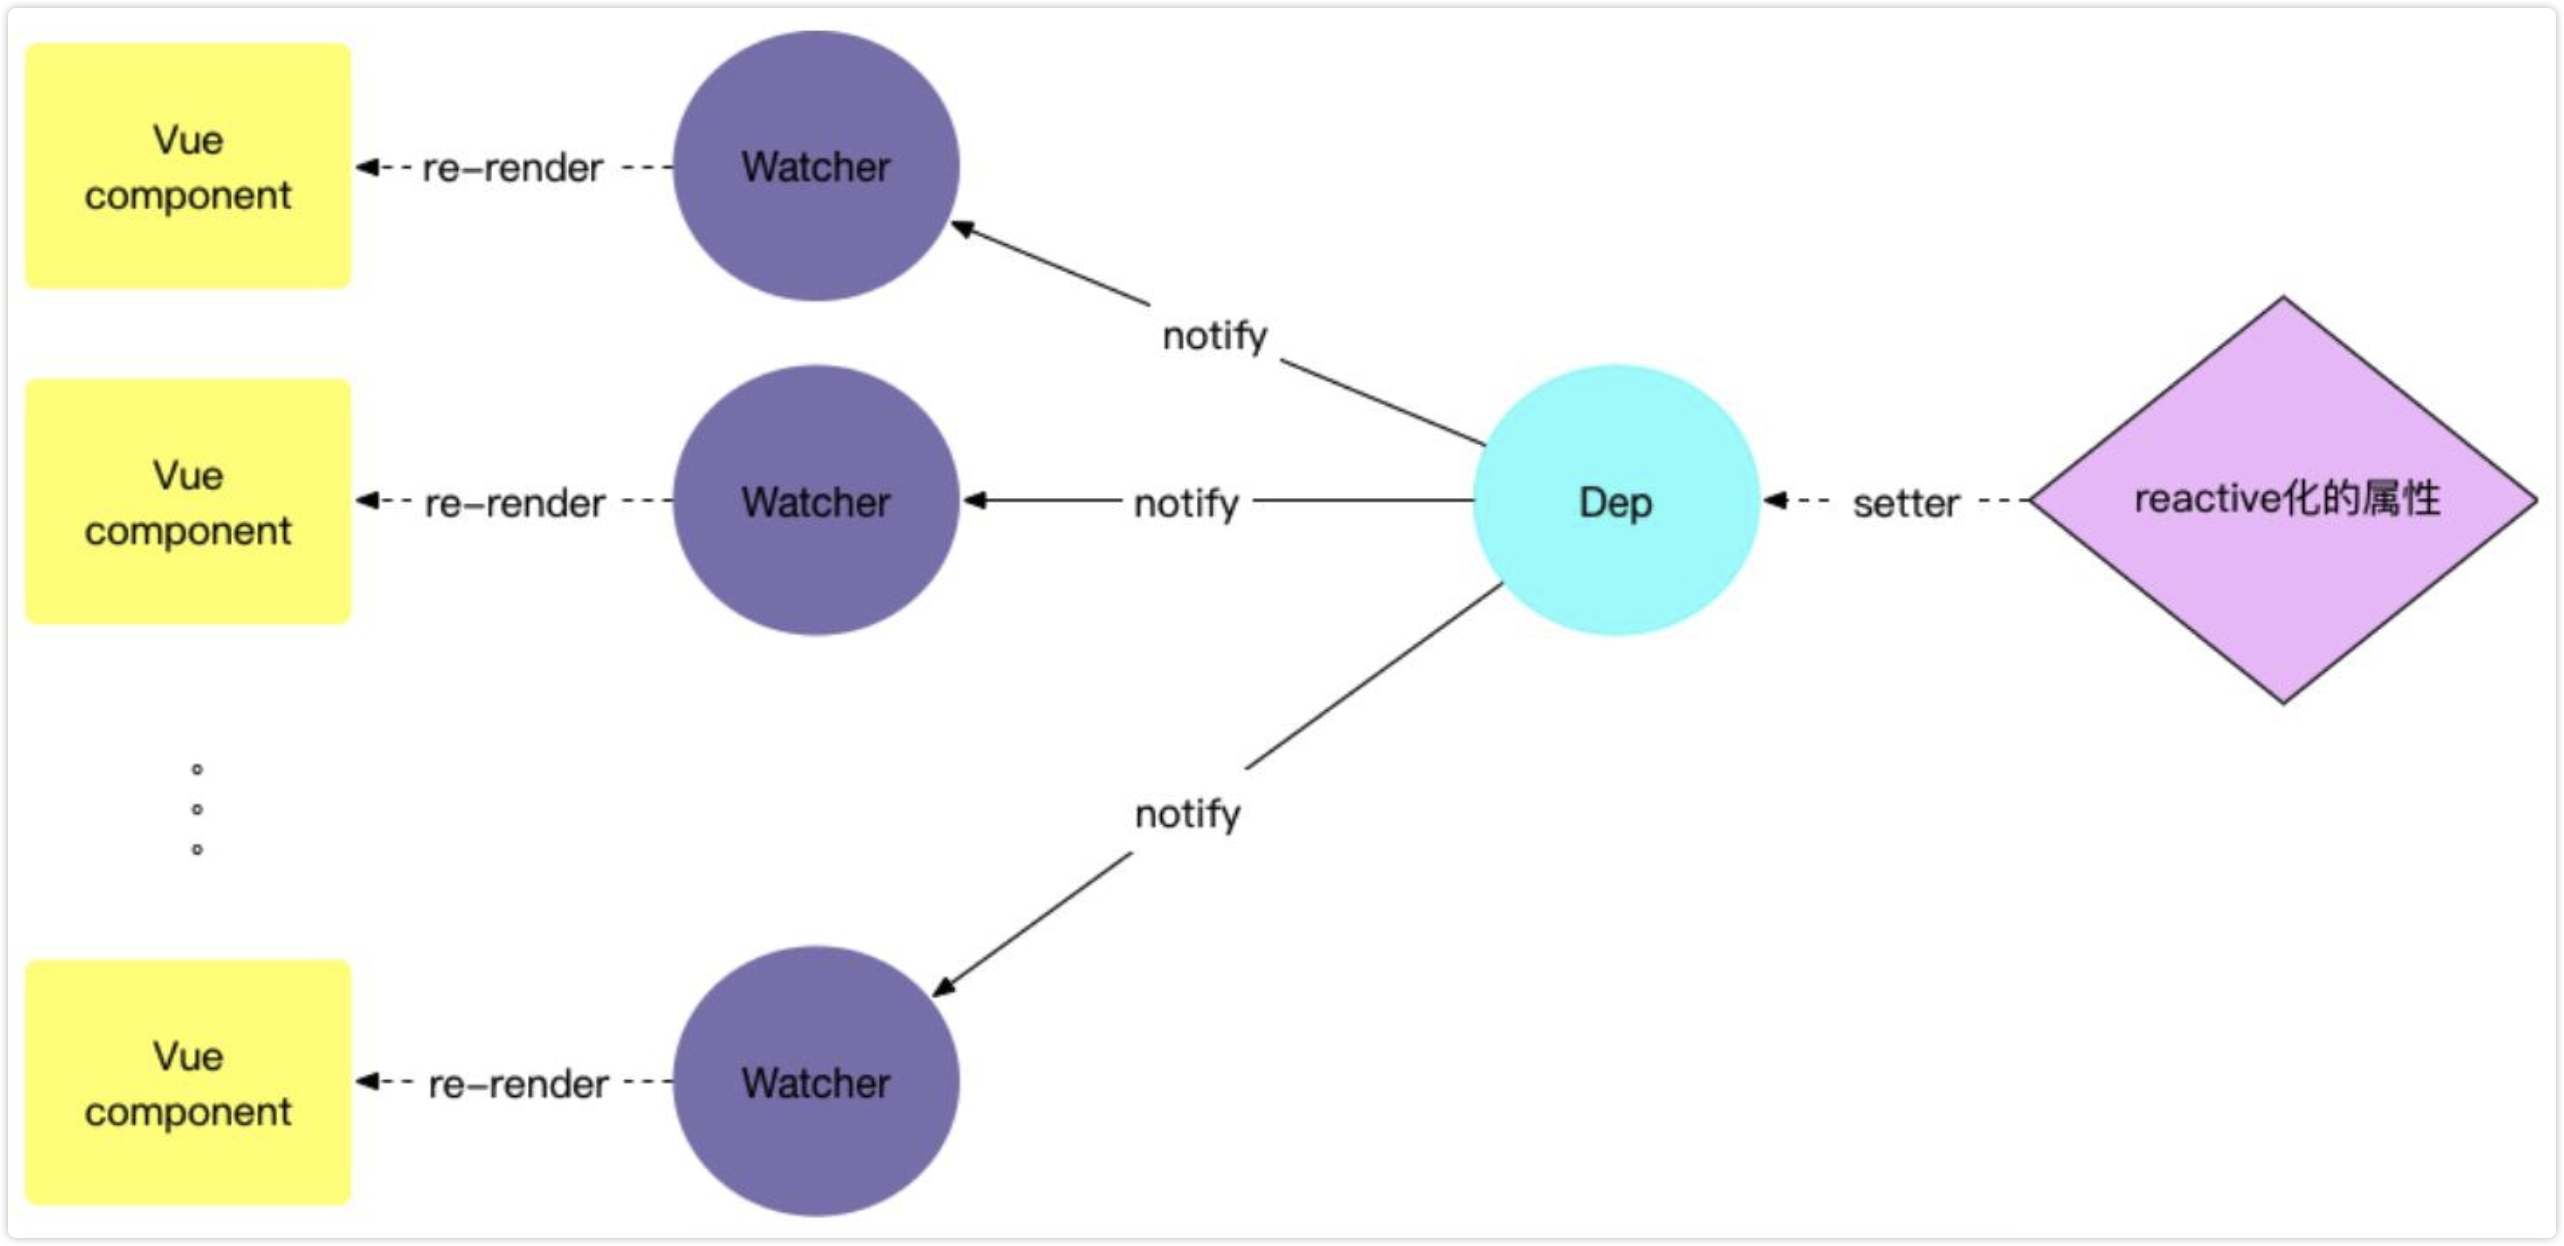 Vue
component
re-render
Watcher
notify
Vue
component
re-render
Watcher
notify
Dep
setter
reactive化的属性
notify
Vue
component
re-render
Watcher